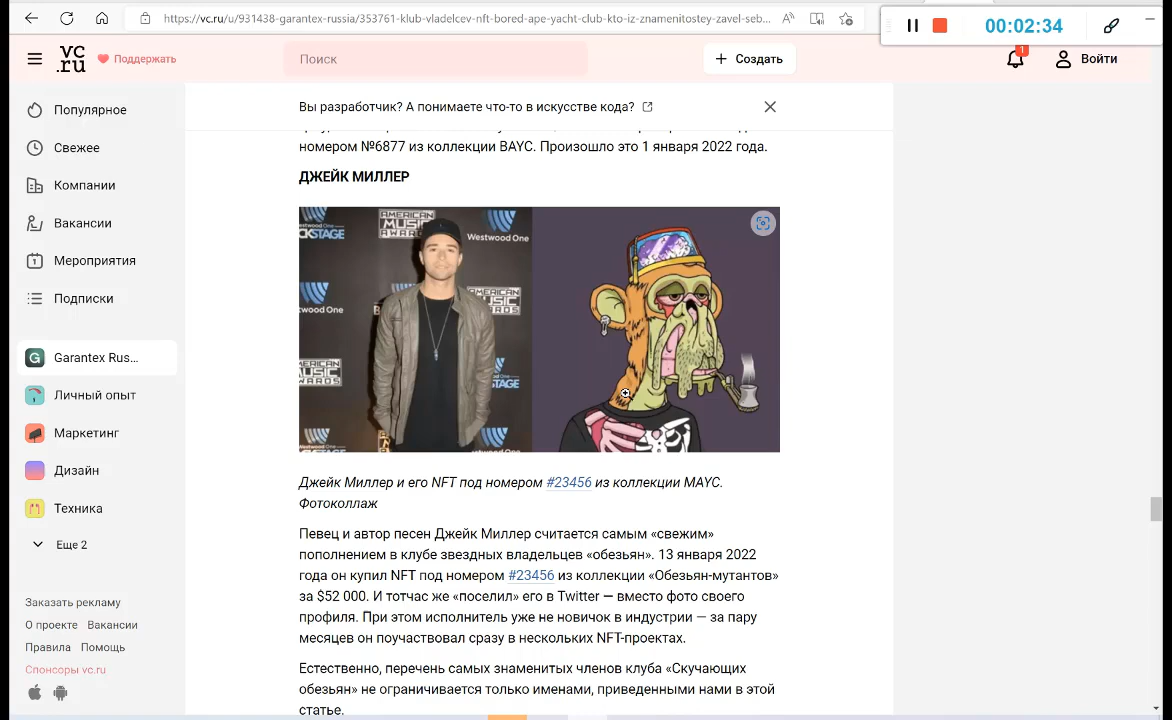 https://vc.ru/u/931438-garantex-russia/353761-klub-vladelcev-nft-bored-ape-yacht-club-kto-iz-znamenitostey-zavel-seb...
00:02:34
vc.ru
Поддержать
Поиск
+ Создать
1
Войти
Популярное
Свежее
Компании
Вакансии
Мероприятия
Подписки
G Garantex Rus...
Личный опыт
Маркетинг
Дизайн
Техника
Еще 2
Заказать рекламу
О проекте Вакансии
Правила Помощь
Спонсоры vc.ru
Вы разработчик? А понимаете что-то в искусстве кода?
номером №6877 из коллекции BAYC. Произошло это 1 января 2022 года.
ДЖЕЙК МИЛЛЕР
Westwood One
AMERICAN MUSIC AWARDS
Westwood One
Джейк Миллер и его NFT под номером #23456 из коллекции MAYC.
Фотоколлаж
Певец и автор песен Джейк Миллер считается самым «свежим»
пополнением в клубе звездных владельцев «обезьян». 13 января 2022
года он купил NFT под номером #23456 из коллекции «Обезьян-мутантов»
за $52 000. И тотчас же «поселил» его в Twitter — вместо фото своего
профиля. При этом исполнитель уже не новичок в индустрии — за пару
месяцев он поучаствовал сразу в нескольких NFT-проектах.
Естественно, перечень самых знаменитых членов клуба «Скучающих
обезьян» не ограничивается только именами, приведенными нами в этой
статье.